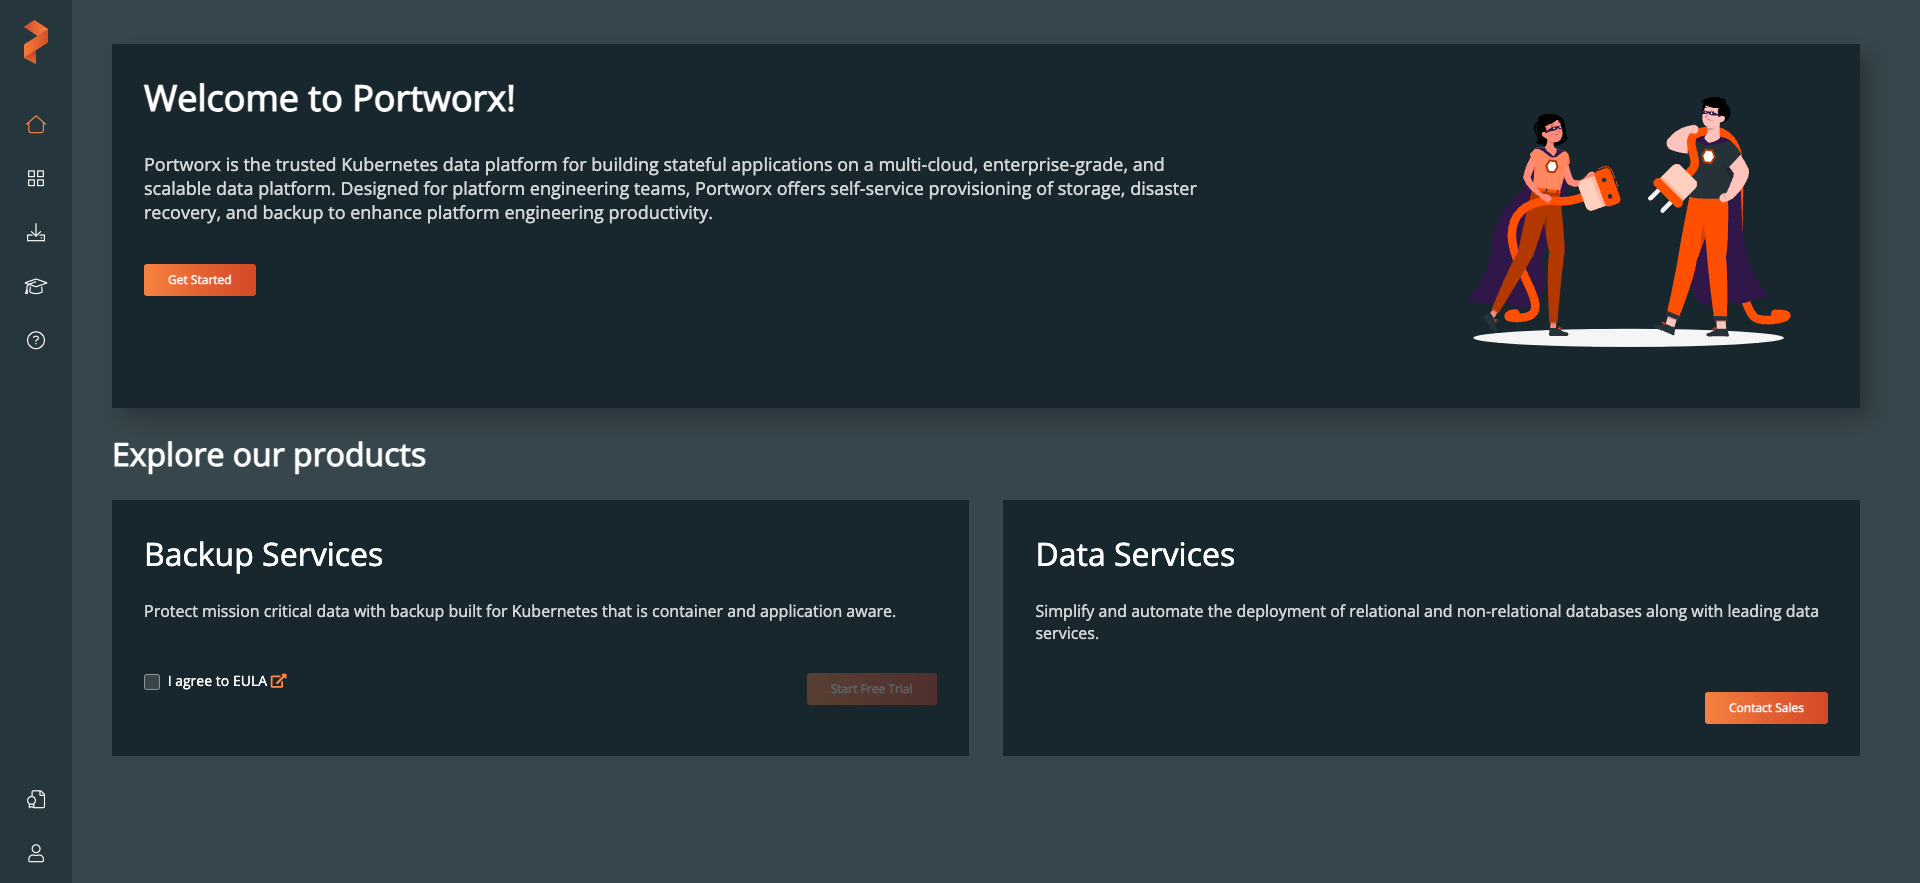 Welcome to Portworx!
Portworx is the trusted Kubernetes data platform for building stateful applications on a multi-cloud, enterprise-grade, and
scalable data platform. Designed for platform engineering teams, Portworx offers self-service provisioning of storage, disaster
recovery, and backup to enhance platform engineering productivity.
Get Started
Explore our products
Backup Services
Protect mission critical data with backup built for Kubernetes that is container and application aware.
I agree to EULA
Start Free Trial
Data Services
Simplify and automate the deployment of relational and non-relational databases along with leading data
services.
Contact Sales